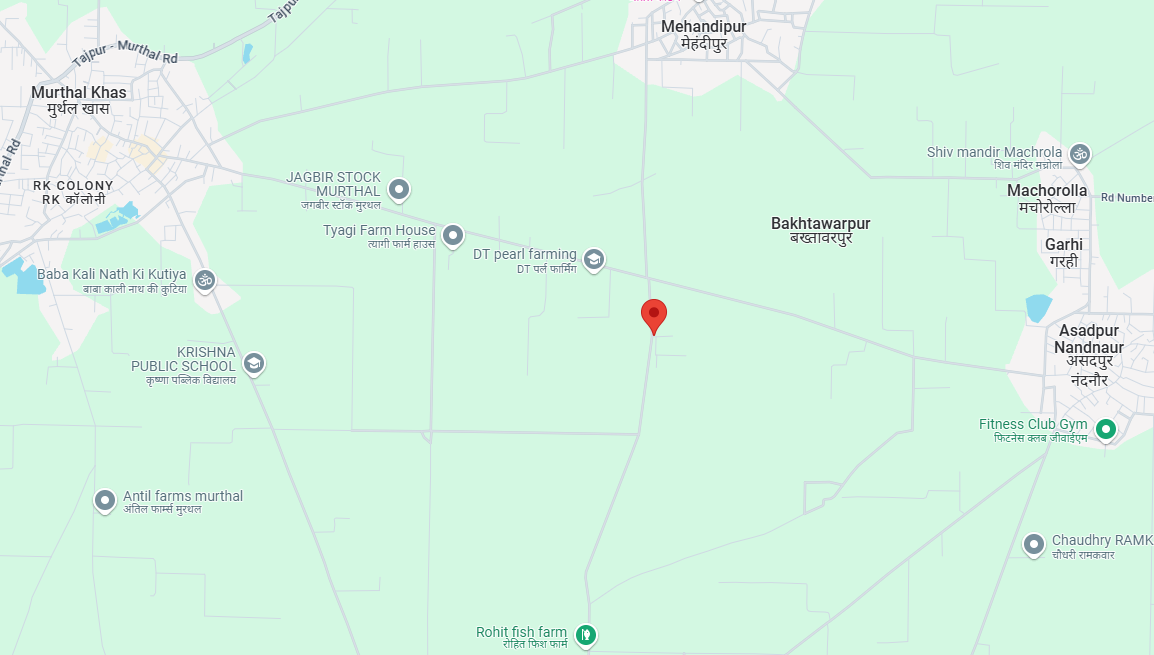 Tajpur
Mehandipur
मेहंदीपुर
Tajpur - Murthal Rd
Murthal Khas
मुर्थल खास
RK COLONY
RK कॉलोनी
JAGBIR STOCK
MURTHAL
जगबीर स्टॉक मुरथल
Shiv mandir Machrola
शिव मंदिर मच्रोला
Machorolla
मचोरोल्ला
Rd Number
Tyagi Farm House
त्यागी फार्म हाउस
Bakhtawarpur
बख्तावरपुर
DT pearl farming
DT पर्ल फार्मिंग
Garhi
गरही
Baba Kali Nath Ki Kutiya
बाबा काली नाथ की कुटिया
KRISHNA
PUBLIC SCHOOL
कृष्णा पब्लिक विद्यालय
Asadpur
Nandnaur
असदपुर
नंदनौर
Fitness Club Gym
फिटनेस क्लब जीवाईएम
Antil farms murthal
अंतिल फार्म्स मुरथल
Chaudhry RAMK
चौधरी रामकवार
Rohit fish farm
रोहित फिश फार्म